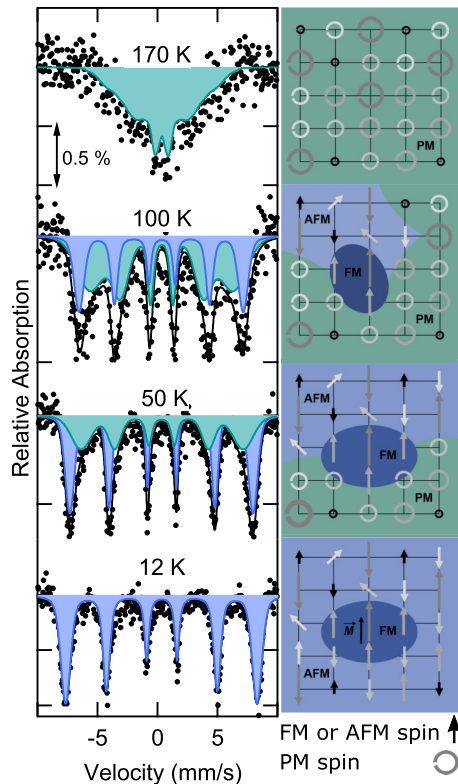 170 K
PM
0.5 %
100 K
AFM
FM
PM
Relative Absorption
50 K
AFM
FM
PM
12 K
M
FM
AFM
-5 0 5
Velocity (mm/s)
FM or AFM spin
PM spin